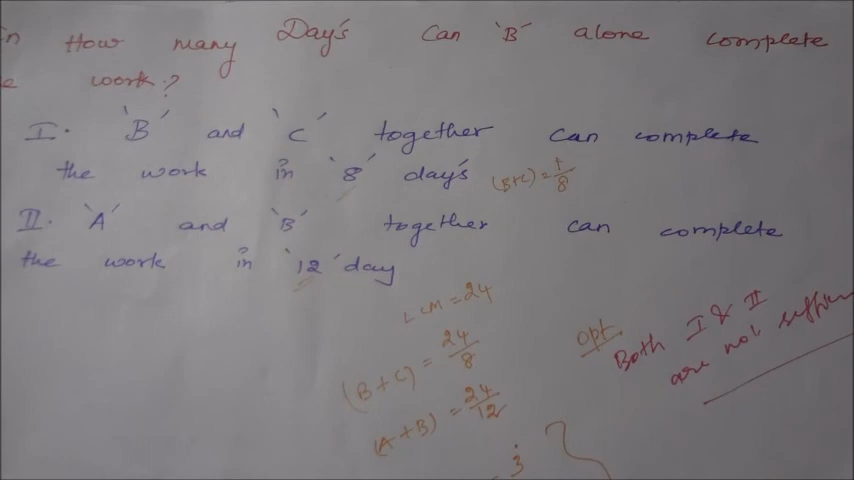 in How many Day's Can 'B' alone complete
work?
I. 'B' and 'C' together can complete
the work in '8' day's
(B+C) = 1/8
II. 'A' and 'B' together can complete
the work in '12' day
LCM = 24
(B+C) = 24/8
(A+B) = 24/12
3
opt
Both I & II
are not